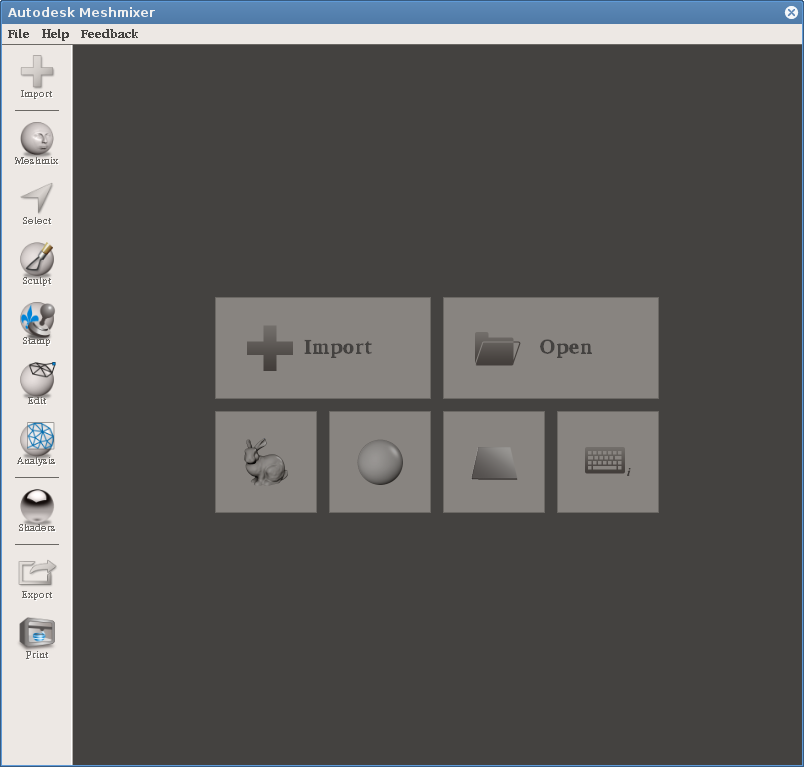 Autodesk Meshmixer
File Help Feedback
Import
Meshmix
Select
Sculpt
Stamp
Edit
Analysis
Shaders
Export
Print
Import
Open
i